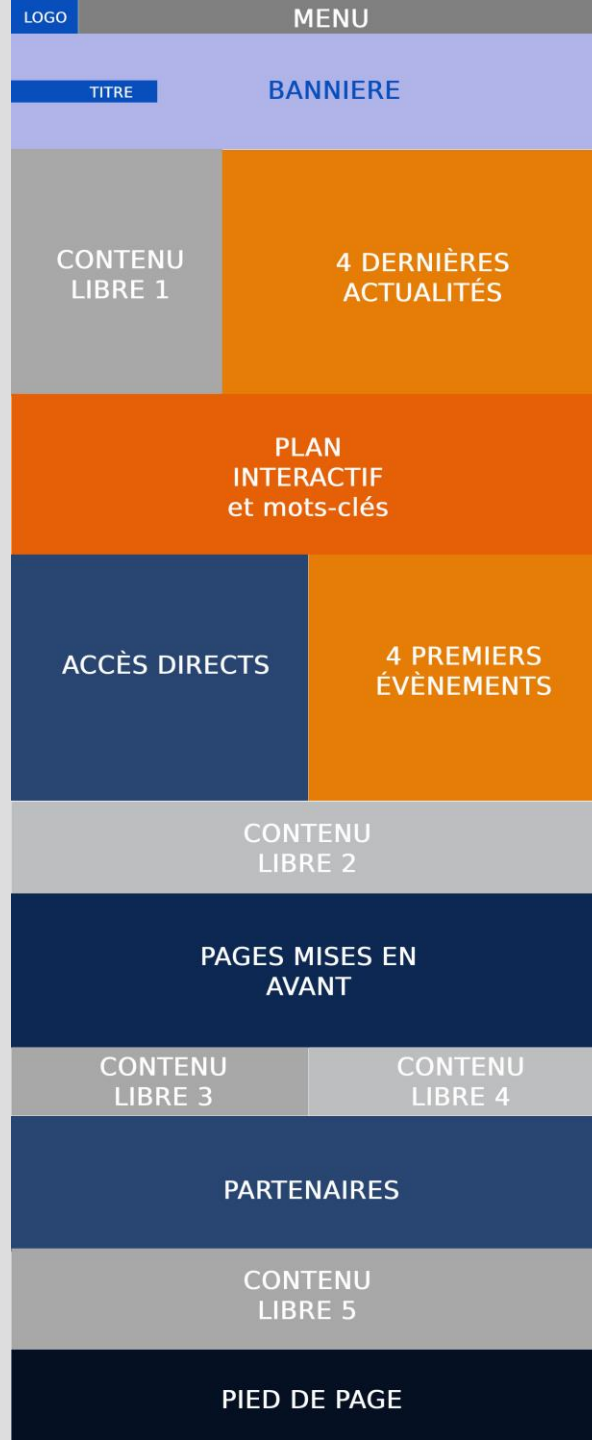 LOGO
MENU
TITRE
BANNIERE
CONTENU
LIBRE 1
4 DERNIÈRES
ACTUALITÉS
PLAN
INTERACTIF
et mots-clés
ACCÈS DIRECTS
4 PREMIERS
ÉVÈNEMENTS
CONTENU
LIBRE 2
PAGES MISES EN
AVANT
CONTENU
LIBRE 3
CONTENU
LIBRE 4
PARTENAIRES
CONTENU
LIBRE 5
PIED DE PAGE